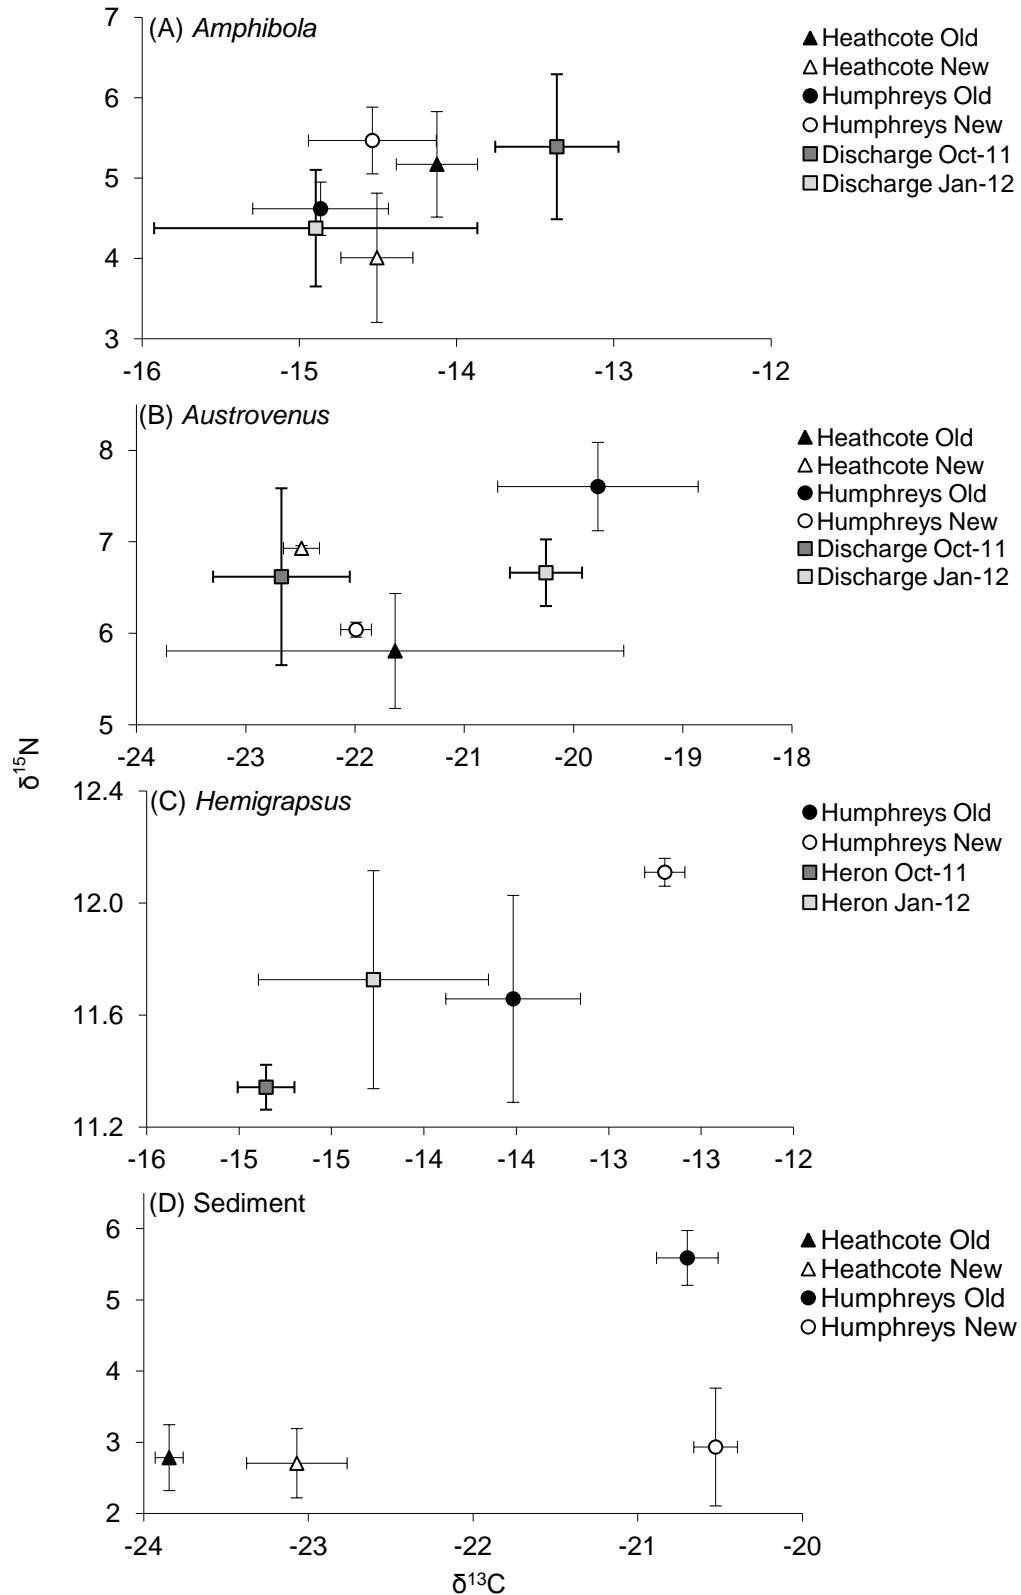 (A) Amphibola
7
6
5
4
3
-16 -15 -14 -13 -12
Heathcote Old
Heathcote New
Humphreys Old
Humphreys New
Discharge Oct-11
Discharge Jan-12
(B) Austrovenus
8
7
6
5
-24 -23 -22 -21 -20 -19 -18
Heathcote Old
Heathcote New
Humphreys Old
Humphreys New
Discharge Oct-11
Discharge Jan-12
δ¹⁵N
(C) Hemigrapsus
12.4
12.0
11.6
11.2
-16 -15 -15 -14 -14 -13 -13 -12
Humphreys Old
Humphreys New
Heron Oct-11
Heron Jan-12
(D) Sediment
6
5
4
3
2
-24 -23 -22 -21 -20
Heathcote Old
Heathcote New
Humphreys Old
Humphreys New
δ¹³C